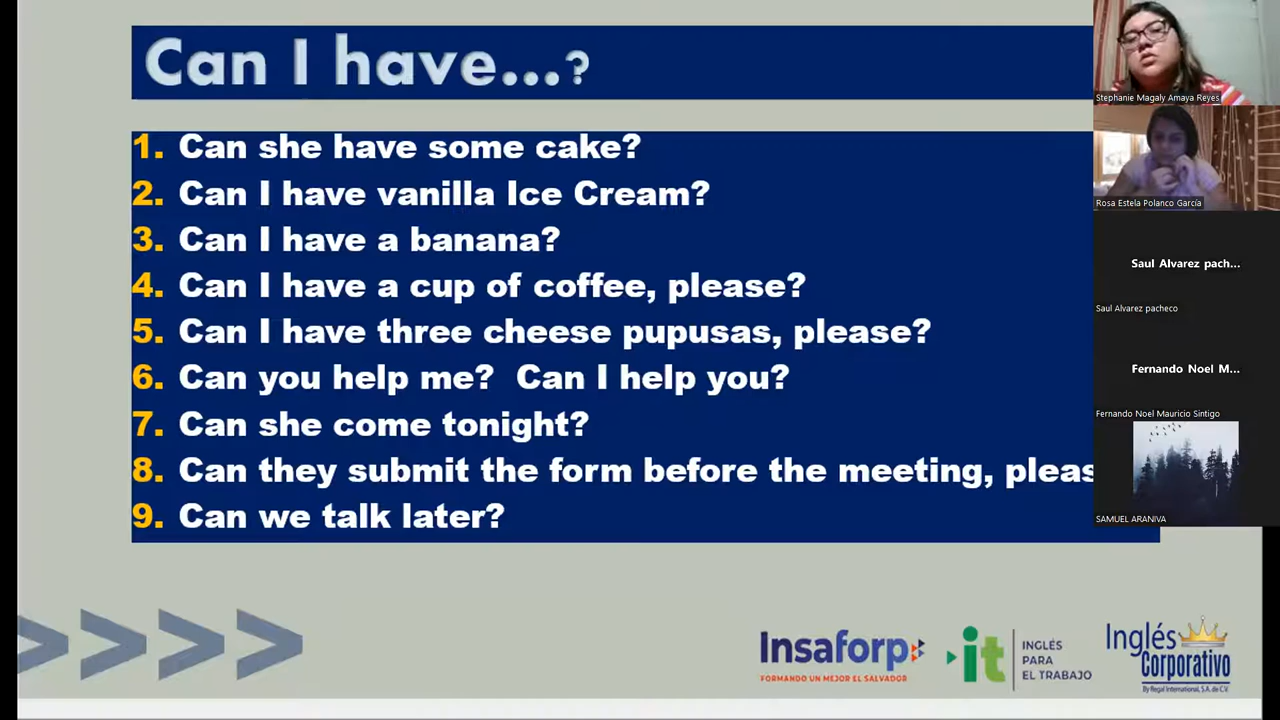 Can I have...?
1. Can she have some cake?
2. Can I have vanilla Ice Cream?
3. Can I have a banana?
4. Can I have a cup of coffee, please?
5. Can I have three cheese pupusas, please?
6. Can you help me? Can I help you?
7. Can she come tonight?
8. Can they submit the form before the meeting, pleas
9. Can we talk later?
Stephanie Magaly Amaya Reyes
Rosa Estela Polanco García
Saul Alvarez pach...
Saul Alvarez pacheco
Fernando Noel M...
Fernando Noel Mauricio Sintigo
SAMUEL ARANIVA
Insaforp
FORMANDO UN MEJOR EL SALVADOR
it
INGLÉS
PARA
EL TRABAJO
Inglés
Corporativo
By Regal International, S.A. de C.V.